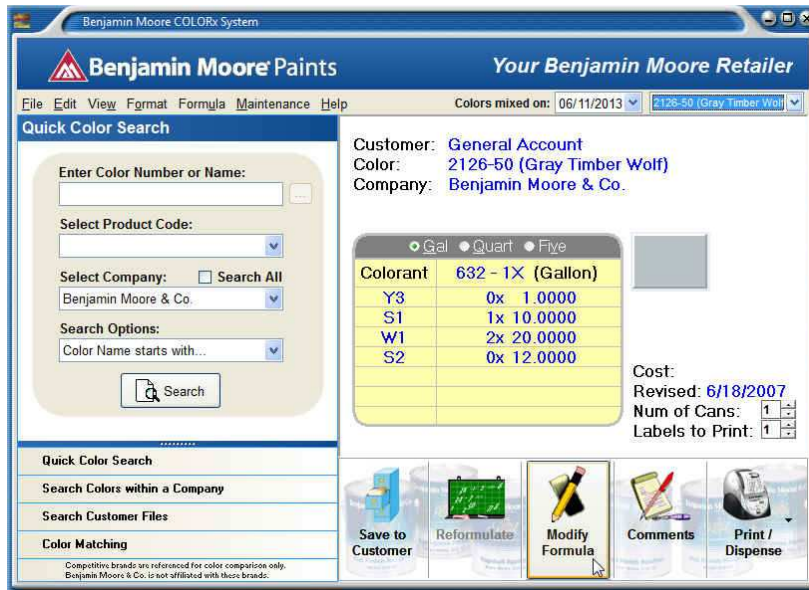 Benjamin Moore COLORx System
Benjamin Moore Paints
Your Benjamin Moore Retailer
File Edit View Format Formula Maintenance Help
Colors mixed on: 06/11/2013 2126-50 (Gray Timber Wolf
Quick Color Search
Enter Color Number or Name:
...
Select Product Code:
Select Company: Search All
Benjamin Moore & Co.
Search Options:
Color Name starts with...
Search
Quick Color Search
Search Colors within a Company
Search Customer Files
Color Matching
Competitive brands are referenced for color comparison only.
Benjamin Moore & Co. is not affiliated with these brands.
Customer: General Account
Color: 2126-50 (Gray Timber Wolf)
Company: Benjamin Moore & Co.
Gal Quart Five
Colorant 632 - 1X (Gallon)
Y3 0x 1.0000
S1 1x 10.0000
W1 2x 20.0000
S2 0x 12.0000
Cost:
Revised: 6/18/2007
Num of Cans: 1
Labels to Print: 1
Save to
Customer
Reformulate
Modify
Formula
Comments
Print /
Dispense